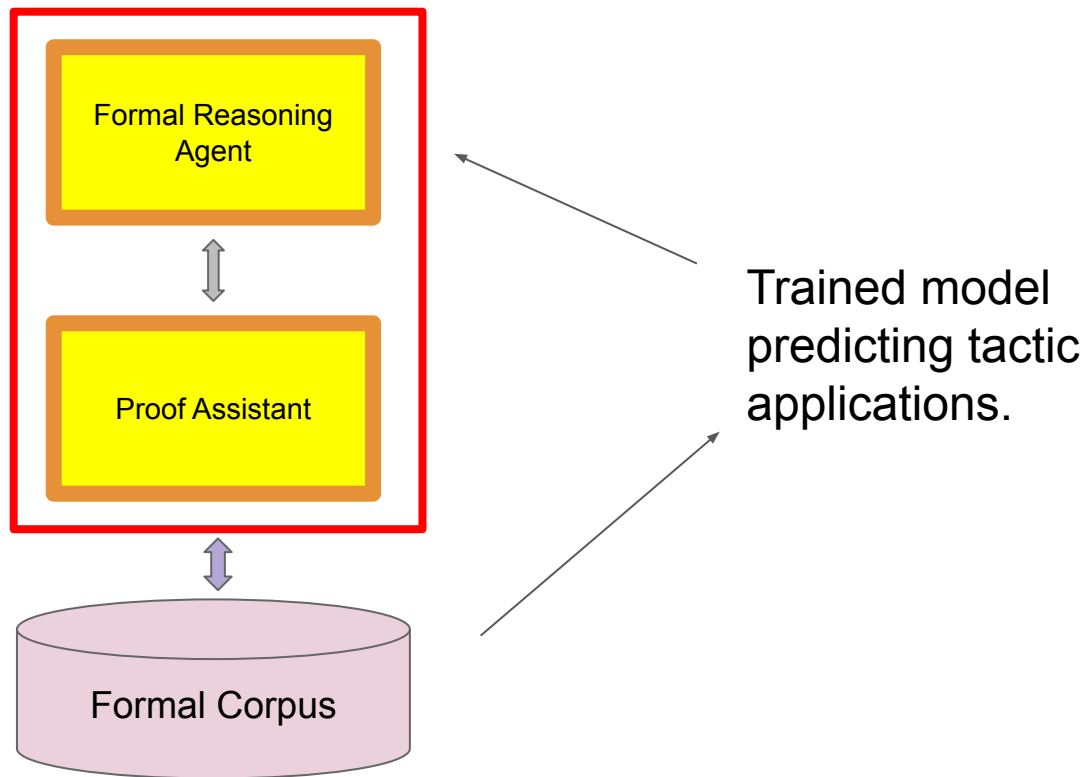 Formal Reasoning
Agent
Proof Assistant
Trained model
predicting tactic
applications.
Formal Corpus